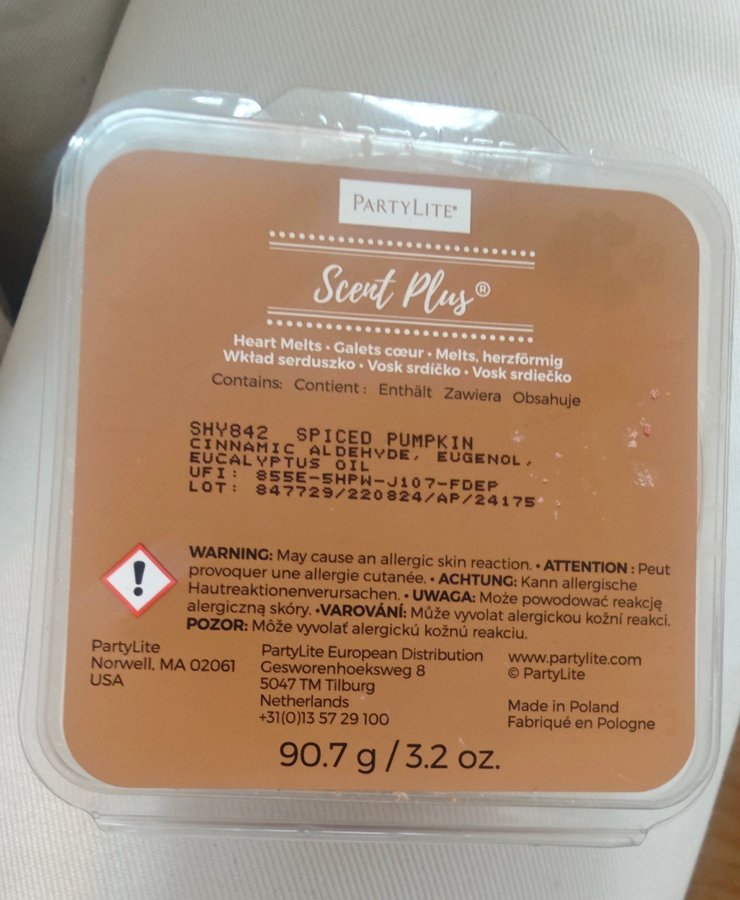 PARTYLITE®
Scent Plus®
Heart Melts • Galets cœur • Melts, herzförmig
Wkład serduszko • Vosk srdíčko • Vosk srdiečko
Contains: Contient : Enthält Zawiera Obsahuje
SHY842 SPICED PUMPKIN
CINNAMIC ALDEHYDE, EUGENOL,
EUCALYPTUS OIL
UFI: 855E-5HPW-J107-FDEP
LOT: 847729/220824/AP/24175
WARNING: May cause an allergic skin reaction. • ATTENTION : Peut
provoquer une allergie cutanée. • ACHTUNG: Kann allergische
Hautreaktionenverursachen. • UWAGA: Może powodować reakcję
alergiczną skóry. •VAROVÁNÍ: Může vyvolat alergickou kožní reakci.
POZOR: Môže vyvolať alergickú kožnú reakciu.
PartyLite
Norwell, MA 02061
USA
PartyLite European Distribution
Gesworenhoeksweg 8
5047 TM Tilburg
Netherlands
+31(0)13 57 29 100
www.partylite.com
© PartyLite
Made in Poland
Fabriqué en Pologne
90.7 g / 3.2 oz.